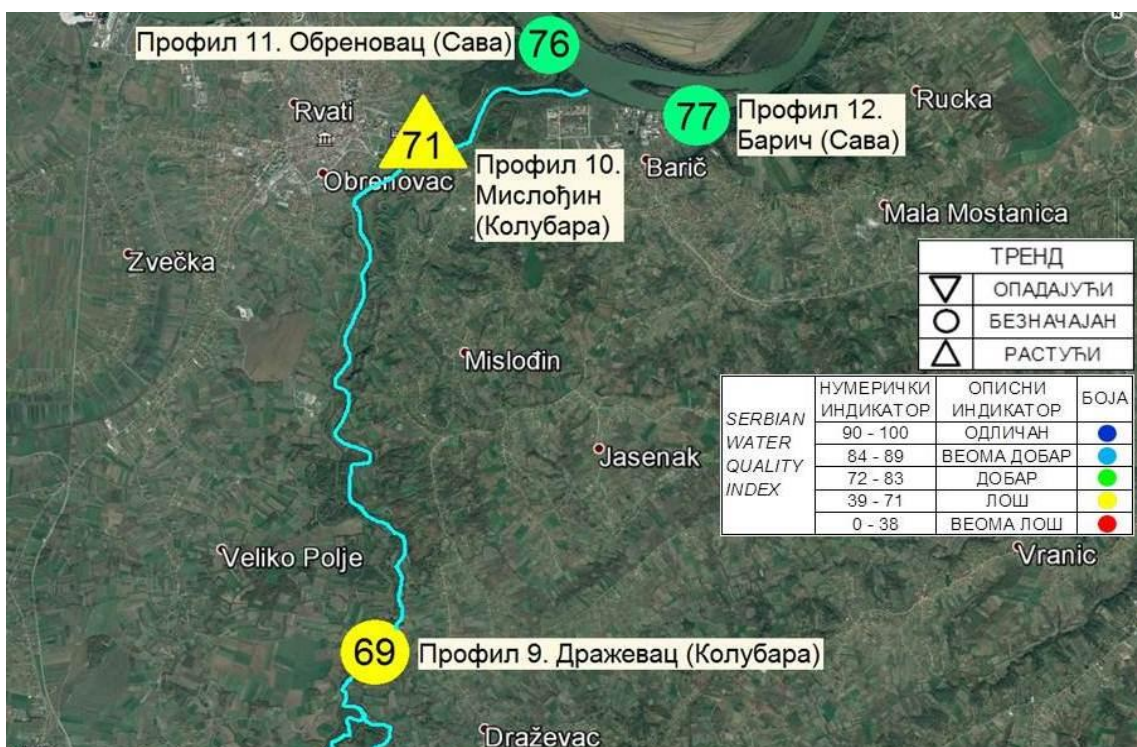 N
Профил 11. Обреновац (Сава)
76
77
Профил 12.
Барич (Сава)
Rucka
Rvati
71
Профил 10.
Мислођин
(Колубара)
Barič
Obrenovac
Mala Mostanica
Zvečka
ТРЕНД
ОПАДАЈУЋИ
БЕЗНАЧАЈАН
РАСТУЋИ
Mislođin
SERBIAN
WATER
QUALITY
INDEX
НУМЕРИЧКИ
ИНДИКАТОР
ОПИСНИ
ИНДИКАТОР
БОЈА
90 - 100 ОДЛИЧАН
84 - 89 ВЕОМА ДОБАР
72 - 83 ДОБАР
39 - 71 ЛОШ
0 - 38 ВЕОМА ЛОШ
Jasenak
Veliko Polje
Vranic
69
Профил 9. Дражевац (Колубара)
Draževac